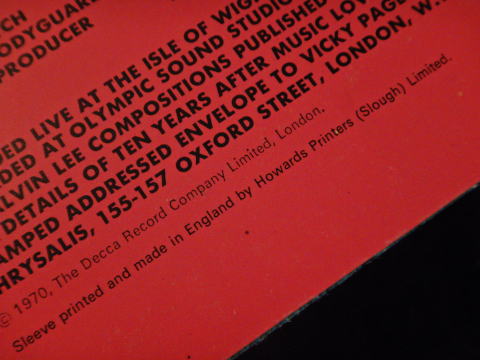 CH
ODYGUARD
PRODUCER
DED LIVE AT THE ISLE OF WIG
DED AT OLYMPIC SOUND STUDIO
LVIN LEE COMPOSITIONS PUBLISHED
DETAILS OF TEN YEARS AFTER MUSIC LOV
AMPED ADDRESSED ENVELOPE TO VICKY PAGE
HRYSALIS, 155-157 OXFORD STREET, LONDON, W.
© 1970, The Decca Record Company Limited, London.
Sleeve printed and made in England by Howards Printers (Slough) Limited.